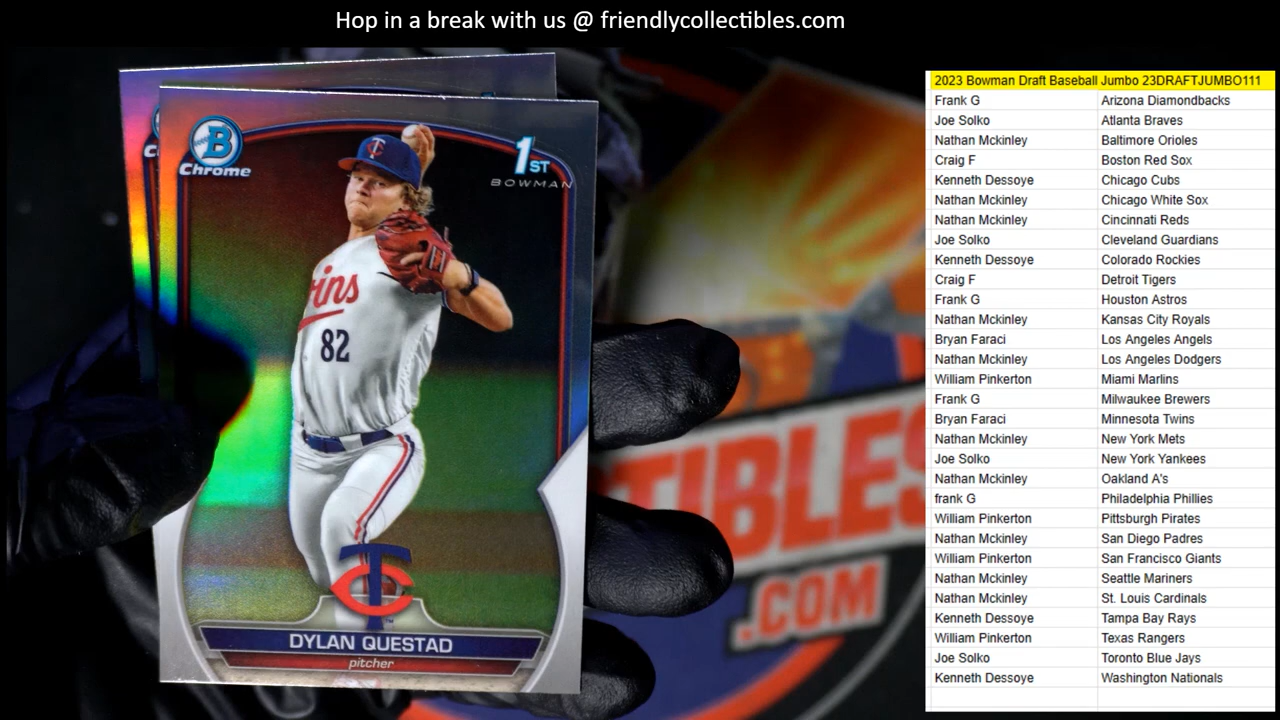 Hop in a break with us @ friendlycollectibles.com
B
Chrome
1ST
BOWMAN
T
ins
82
TC
DYLAN QUESTAD
pitcher
TIBLES
.COM
2023 Bowman Draft Baseball Jumbo 23DRAFTJUMBO111
Frank G Arizona Diamondbacks
Joe Solko Atlanta Braves
Nathan Mckinley Baltimore Orioles
Craig F Boston Red Sox
Kenneth Dessoye Chicago Cubs
Nathan Mckinley Chicago White Sox
Nathan Mckinley Cincinnati Reds
Joe Solko Cleveland Guardians
Kenneth Dessoye Colorado Rockies
Craig F Detroit Tigers
Frank G Houston Astros
Nathan Mckinley Kansas City Royals
Bryan Faraci Los Angeles Angels
Nathan Mckinley Los Angeles Dodgers
William Pinkerton Miami Marlins
Frank G Milwaukee Brewers
Bryan Faraci Minnesota Twins
Nathan Mckinley New York Mets
Joe Solko New York Yankees
Nathan Mckinley Oakland A's
frank G Philadelphia Phillies
William Pinkerton Pittsburgh Pirates
Nathan Mckinley San Diego Padres
William Pinkerton San Francisco Giants
Nathan Mckinley Seattle Mariners
Nathan Mckinley St. Louis Cardinals
Kenneth Dessoye Tampa Bay Rays
William Pinkerton Texas Rangers
Joe Solko Toronto Blue Jays
Kenneth Dessoye Washington Nationals